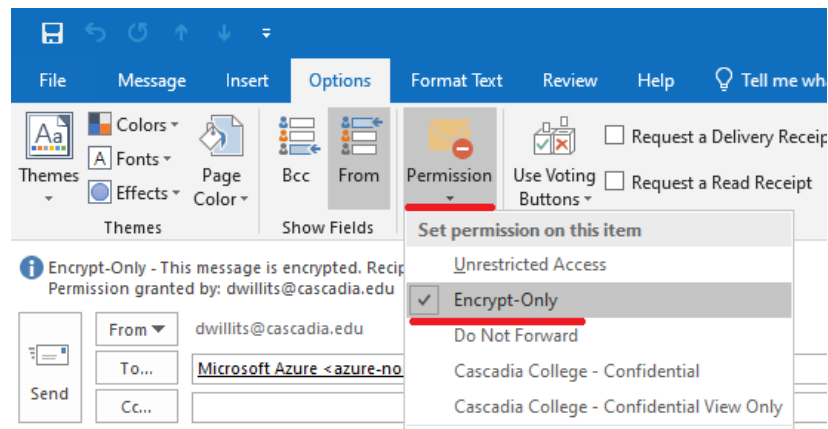 File Message Insert Options Format Text Review Help Tell me
Aa Colors Request a Delivery
A Fonts
Themes Page Bcc From Permission Use Voting Request a Read Receipt
Effects Color Buttons
Themes Show Fields Set permission on this item
Encrypt-Only - This message is encrypted. Unrestricted Access
Permission granted by: dwillits@cascadia.edu Encrypt-Only
From dwillits@cascadia.edu Do Not Forward
To... Microsoft Azure <azure-no Cascadia College - Confidential
Send Cc... Cascadia College - Confidential View Only